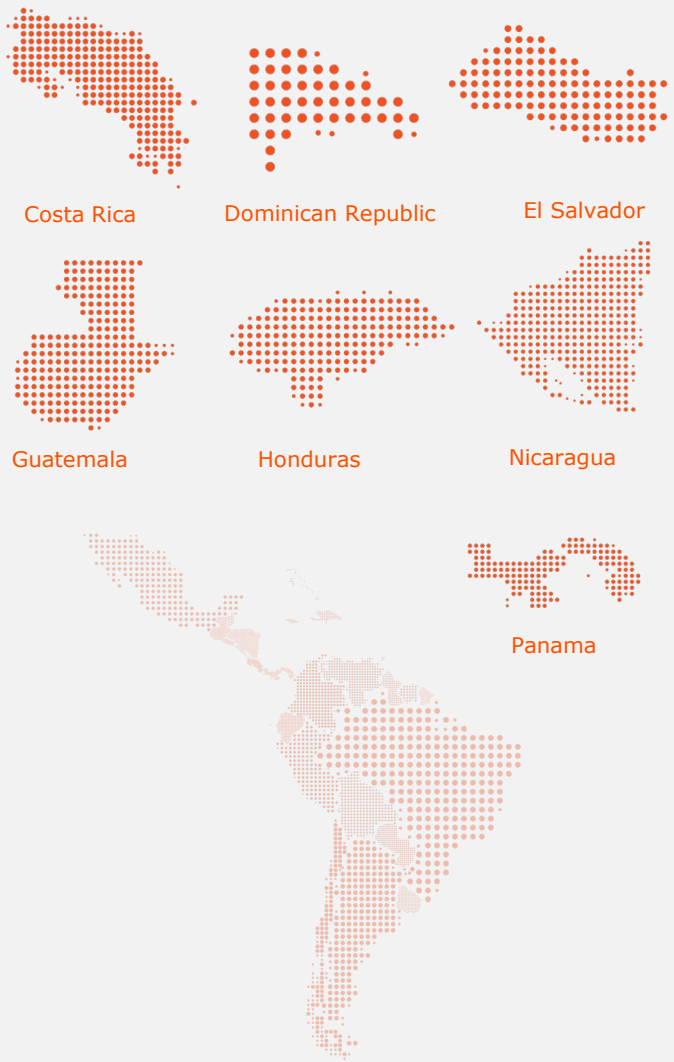 Costa Rica
Dominican Republic
El Salvador
Guatemala
Honduras
Nicaragua
Panama